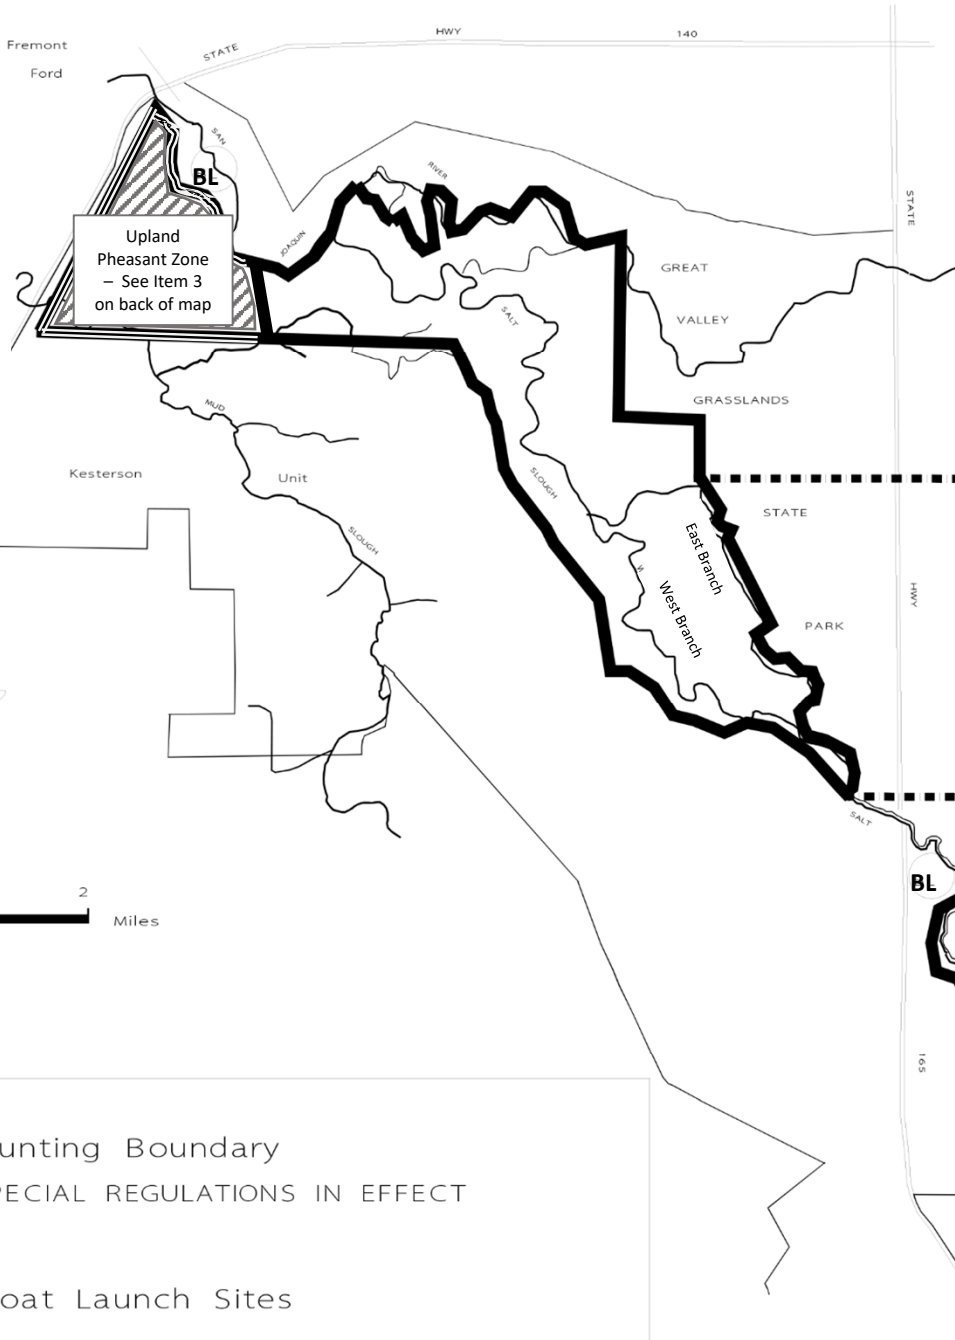 HWY
140
STATE
Fremont
Ford
SAN
BL
RIVER
STATE
Upland
Pheasant Zone
– See Item 3
on back of map
JOAQUIN
GREAT
SALT
VALLEY
GRASSLANDS
MUD
Kesterson
Unit
SLOUGH
STATE
SLOUGH
East Branch
HWY
West Branch
PARK
SALT
BL
2
Miles
165
unting Boundary
PECIAL REGULATIONS IN EFFECT
oat Launch Sites